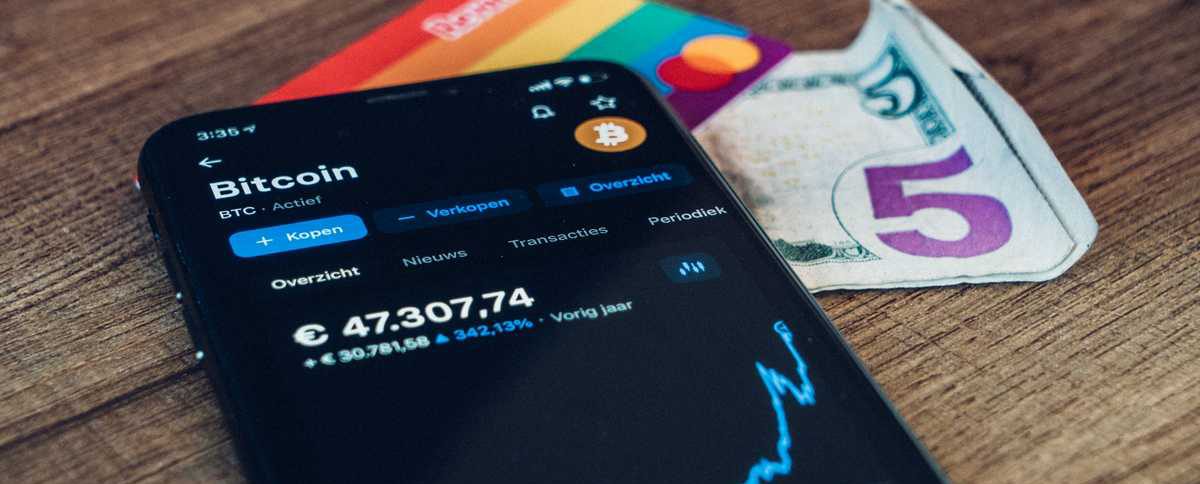 3:35
Bitcoin
BTC · Actief
+ Kopen
— Verkopen
Overzicht
Overzicht
Nieuws
Transacties
Periodiek
€ 47.307,74
+ € 30.781,58 ▲ 342,13% · Vorig jaar
5